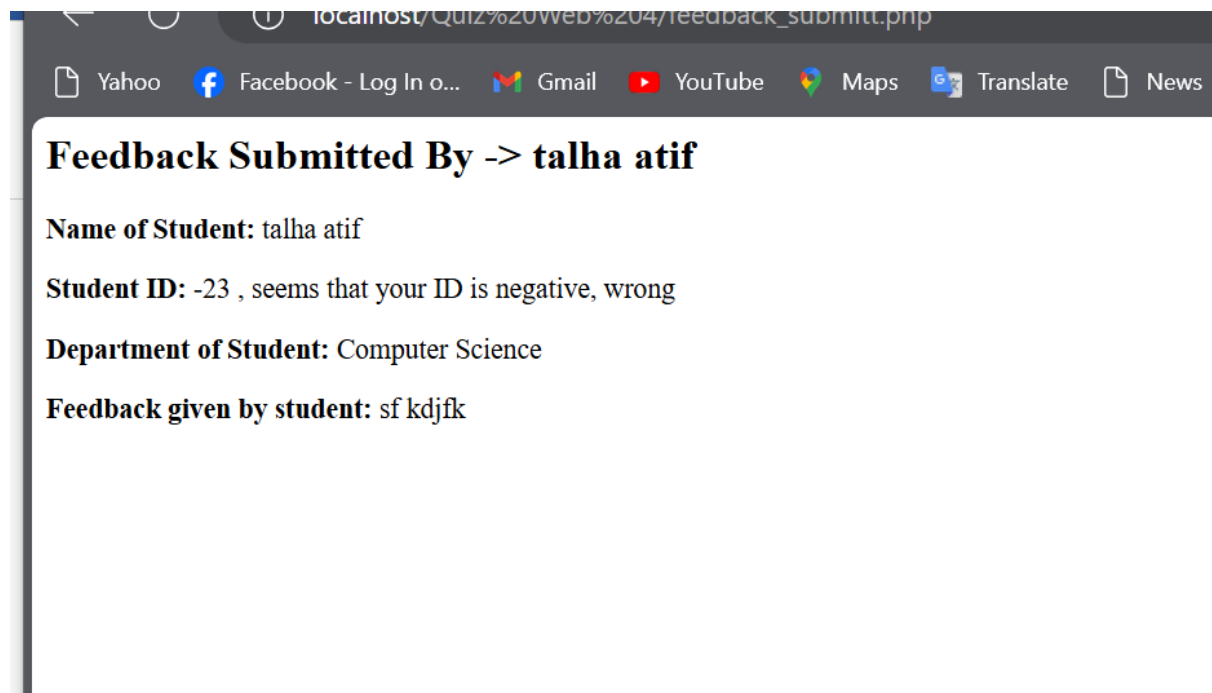 localhost/Quiz%20Web%204/feedback_submitt.php
Yahoo Facebook - Log In o... Gmail YouTube Maps Translate News
Feedback Submitted By -> talha atif
Name of Student: talha atif
Student ID: -23 , seems that your ID is negative, wrong
Department of Student: Computer Science
Feedback given by student: sf kdjfk